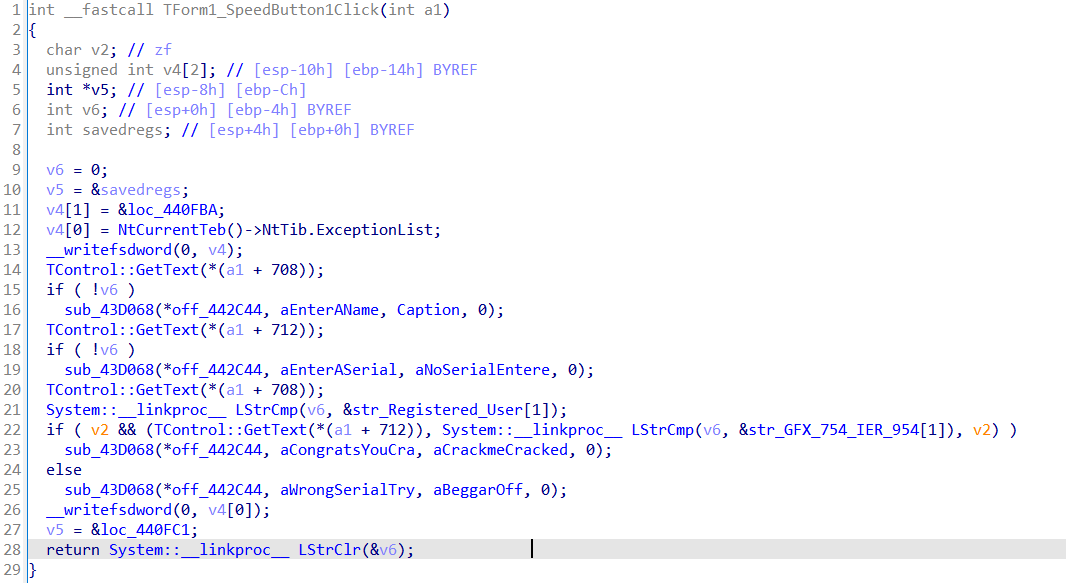 1 int __fastcall TForm1_SpeedButton1Click(int a1)
2 {
3   char v2; // zf
4   unsigned int v4[2]; // [esp-10h] [ebp-14h] BYREF
5   int *v5; // [esp-8h] [ebp-Ch]
6   int v6; // [esp+0h] [ebp-4h] BYREF
7   int savedregs; // [esp+4h] [ebp+0h] BYREF
8
9   v6 = 0;
10   v5 = &savedregs;
11   v4[1] = &loc_440FBA;
12   v4[0] = NtCurrentTeb()->NtTib.ExceptionList;
13   __writefsdword(0, v4);
14   TControl::GetText(*(a1 + 708));
15   if ( !v6 )
16     sub_43D068(*off_442C44, aEnterAName, Caption, 0);
17   TControl::GetText(*(a1 + 712));
18   if ( !v6 )
19     sub_43D068(*off_442C44, aEnterASerial, aNoSerialEntere, 0);
20   TControl::GetText(*(a1 + 708));
21   System::__linkproc__ LStrCmp(v6, &str_Registered_User[1]);
22   if ( v2 && (TControl::GetText(*(a1 + 712)), System::__linkproc__ LStrCmp(v6, &str_GFX_754_IER_954[1]), v2) )
23     sub_43D068(*off_442C44, aCongratsYouCra, aCrackmeCracked, 0);
24   else
25     sub_43D068(*off_442C44, aWrongSerialTry, aBeggarOff, 0);
26   __writefsdword(0, v4[0]);
27   v5 = &loc_440FC1;
28   return System::__linkproc__ LStrClr(&v6);
29 }